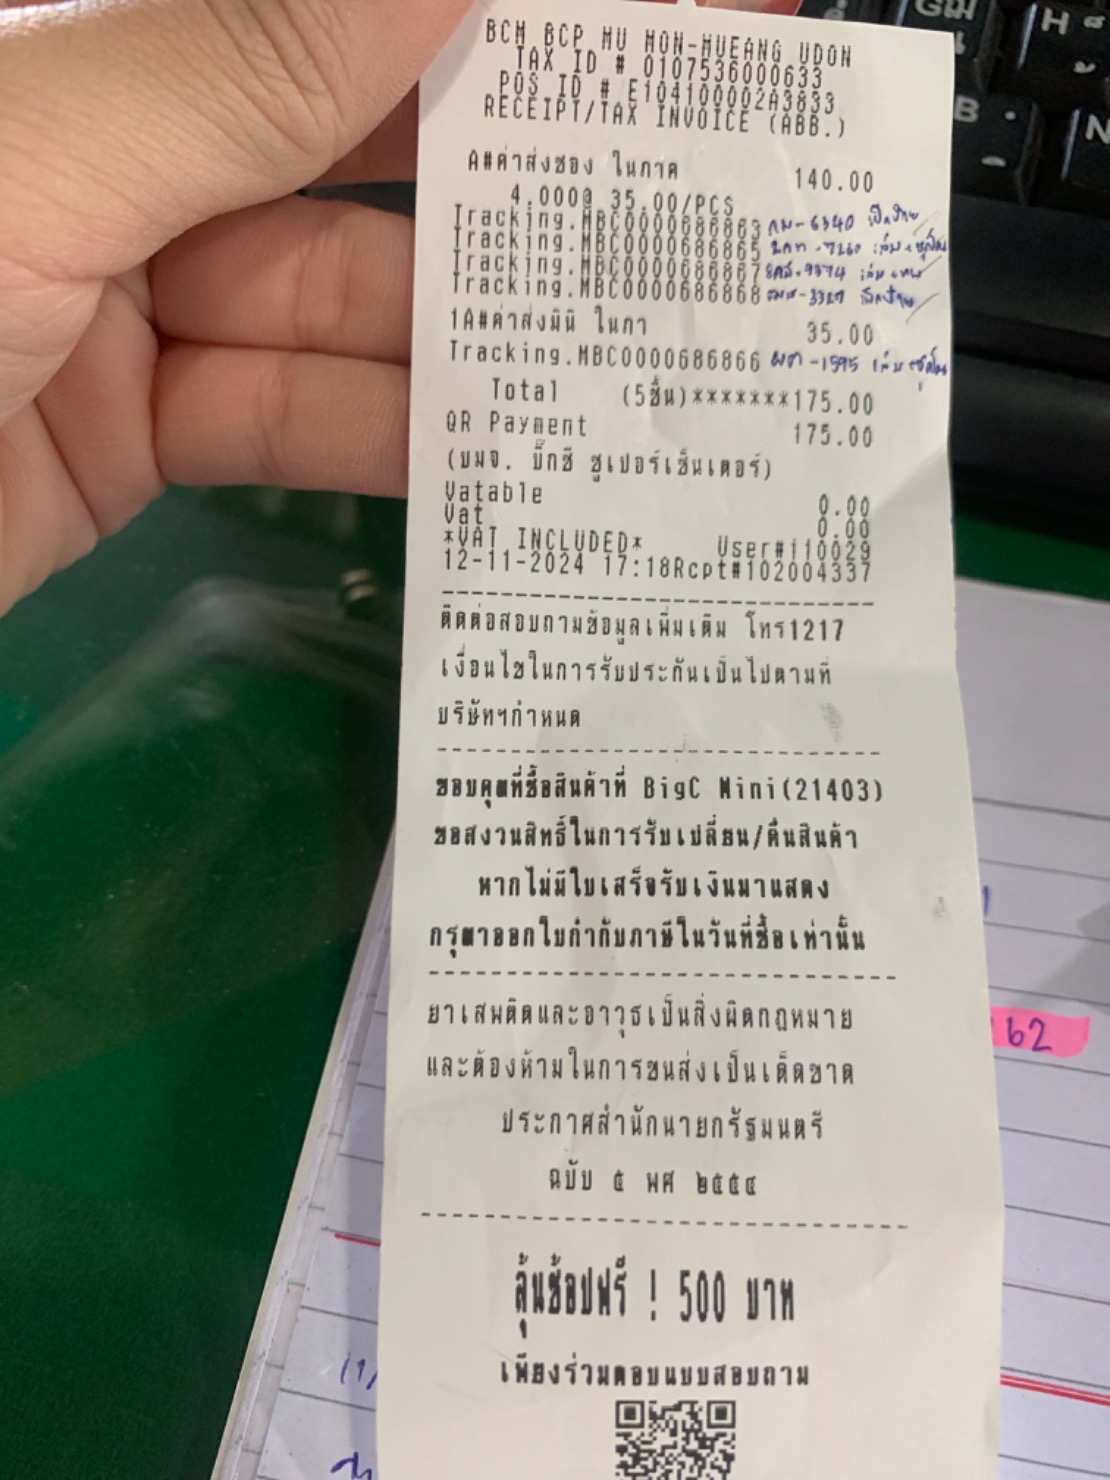 BCM BCP MU MON-MUEANG UDON
TAX ID # 0107536000633
POS ID # E104100002A3833
RECEIPT/TAX INVOICE (ABB.)
A#ค่าส่งซอง ในภาค 140.00
4.000@ 35.00/PCS
Tracking.MBC0000686863 กม-6340
Tracking.MBC0000686865
Tracking.MBC0000686867
Tracking.MBC0000686868
1A#ค่าส่งมินิ ในภา 35.00
Tracking.MBC0000686866 ผต-1595
Total (5ชิ้น)*******175.00
QR Payment 175.00
(บมจ. บิ๊กซี ซูเปอร์เซ็นเตอร์)
Vatable 0.00
Vat 0.00
*VAT INCLUDED* User#110029
12-11-2024 17:18Rcpt#102004337
ติดต่อสอบถามข้อมูลเพิ่มเติม โทร1217
เงื่อนไขในการรับประกันเป็นไปตามที่
บริษัทฯกำหนด
ขอบคุณที่ซื้อสินค้าที่ BigC Mini(21403)
ขอสงวนสิทธิ์ในการรับเปลี่ยน/คืนสินค้า
หากไม่มีใบเสร็จรับเงินมาแสดง
กรุณาออกใบกำกับภาษีในวันที่ซื้อเท่านั้น
ยาเสพติดและอาวุธเป็นสิ่งผิดกฎหมาย
และต้องห้ามในการขนส่งเป็นเด็ดขาด
ประกาศสำนักนายกรัฐมนตรี
ฉบับ ๕ พศ ๒๕๕๔
ลุ้นช้อปฟรี ! 500 บาท
เพียงร่วมตอบแบบสอบถาม
62